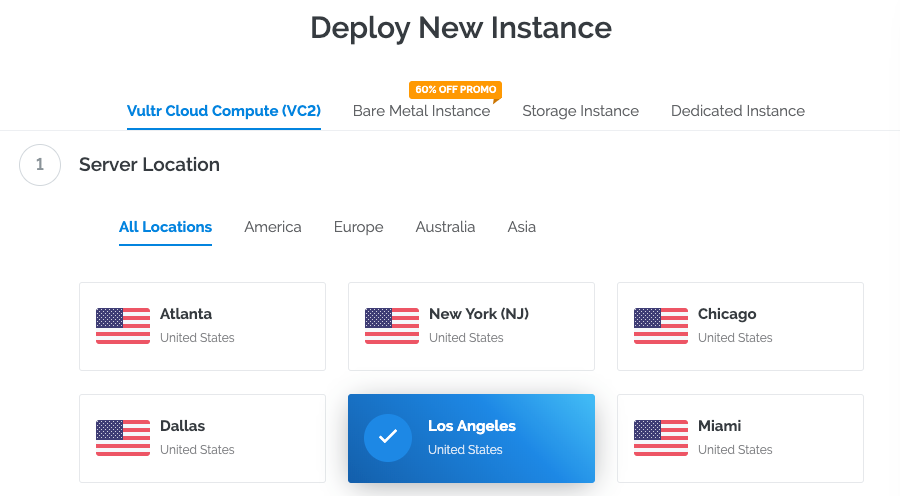 Deploy New Instance
60% OFF PROMO
Vultr Cloud Compute (VC2) Bare Metal Instance Storage Instance Dedicated Instance
1 Server Location
All Locations America Europe Australia Asia
Atlanta
United States
New York (NJ)
United States
Chicago
United States
Dallas
United States
Los Angeles
United States
Miami
United States